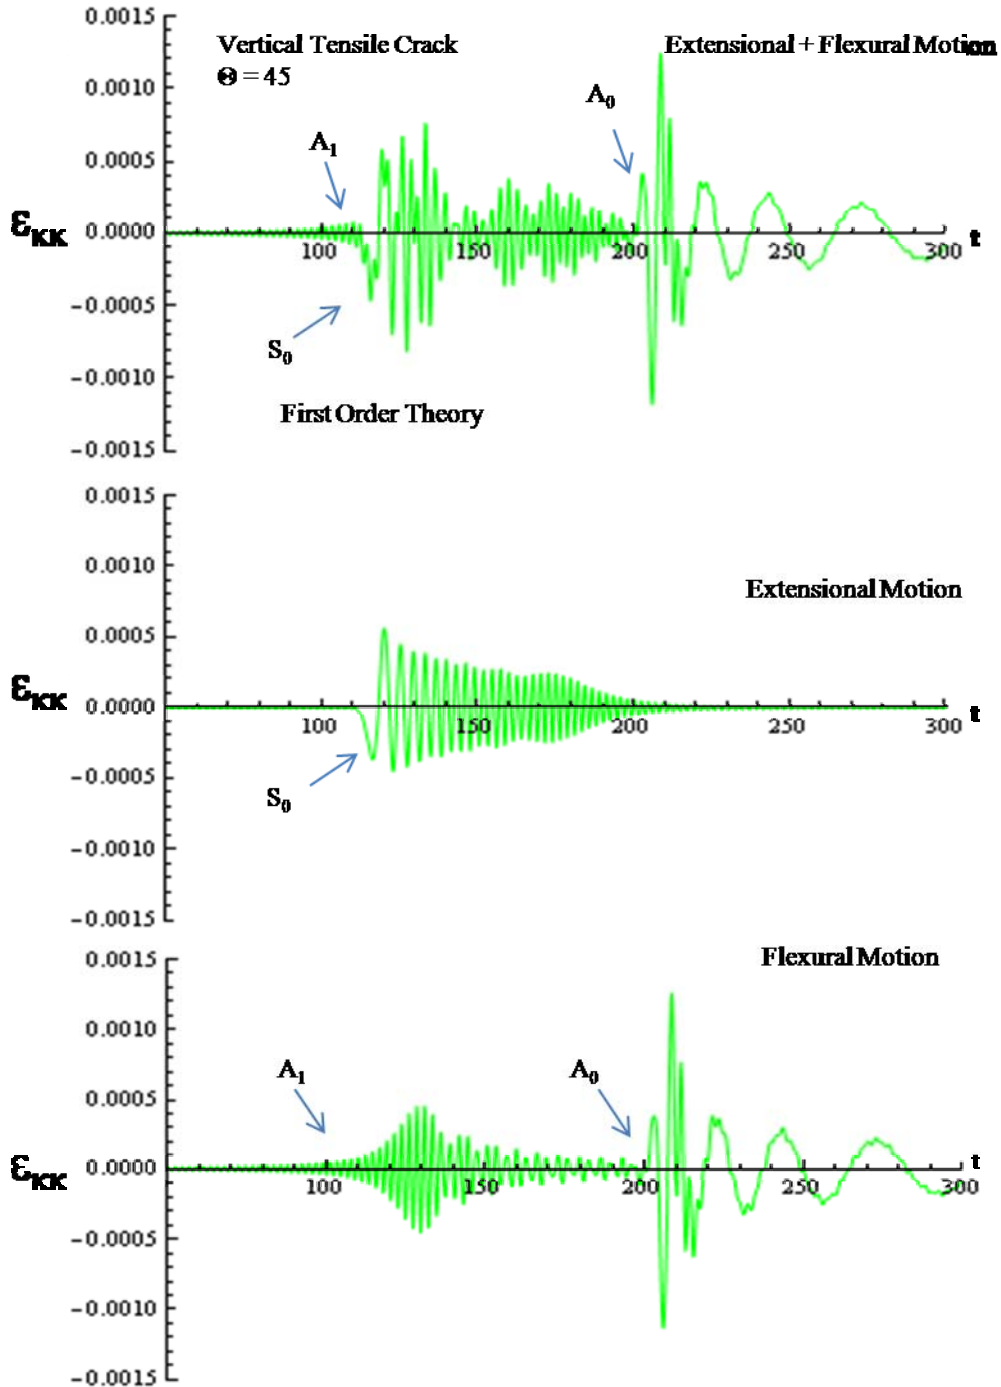 0.0015
Vertical Tensile Crack
Extensional + Flexural Motion
Θ = 45
0.0010
A0
A1
0.0005
εKK
0.0000
100
150
200
250
300
t
−0.0005
S0
−0.0010
First Order Theory
−0.0015
0.0015
0.0010
Extensional Motion
0.0005
εKK
0.0000
100
150
200
250
300
t
−0.0005
S0
−0.0010
−0.0015
0.0015
Flexural Motion
0.0010
A1
A0
0.0005
εKK
0.0000
100
150
200
250
300
t
−0.0005
−0.0010
−0.0015